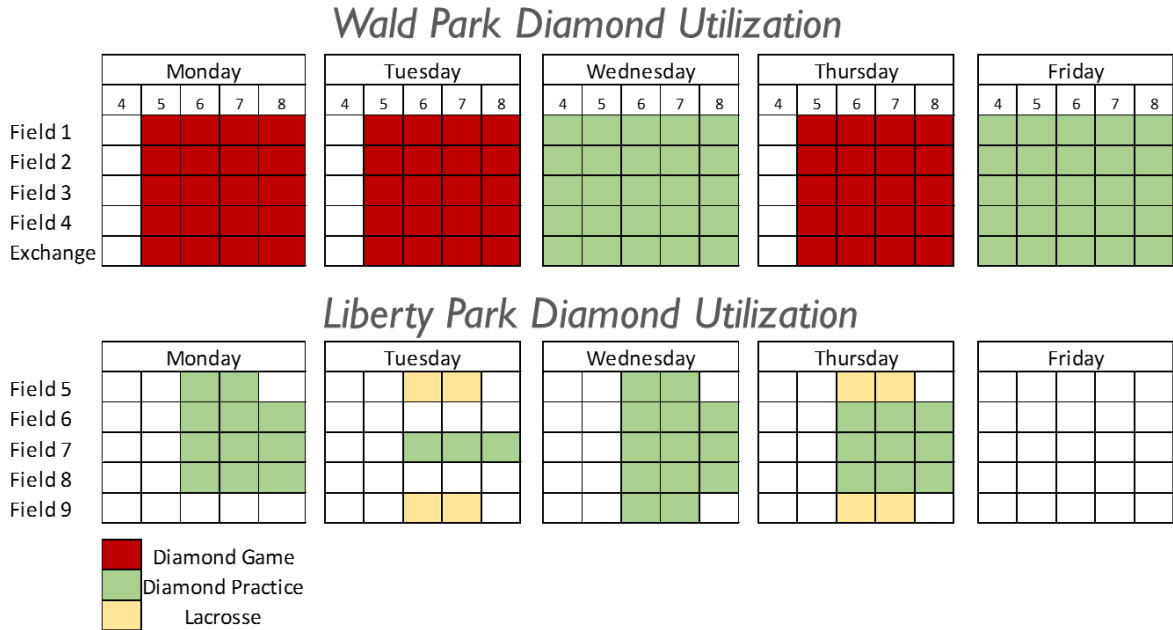 Wald Park Diamond Utilization
Monday Tuesday Wednesday Thursday Friday
4 5 6 7 8 4 5 6 7 8 4 5 6 7 8 4 5 6 7 8 4 5 6 7 8
Field 1
Field 2
Field 3
Field 4
Exchange
Liberty Park Diamond Utilization
Monday Tuesday Wednesday Thursday Friday
Field 5
Field 6
Field 7
Field 8
Field 9
Diamond Game
Diamond Practice
Lacrosse